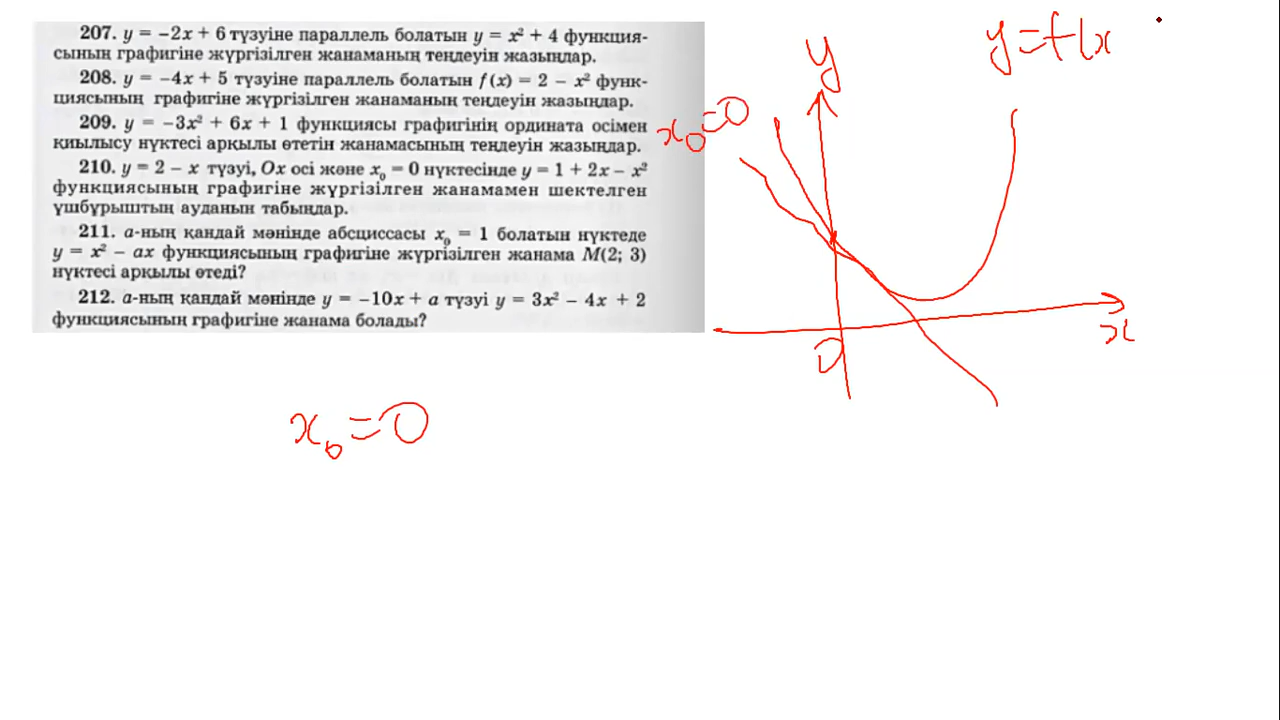 207. y = −2x + 6 түзуіне параллель болатын y = x² + 4 функция-
сының графигіне жүргізілген жанаманың теңдеуін жазыңдар.
208. y = −4x + 5 түзуіне параллель болатын f(x) = 2 − x² функ-
циясының графигіне жүргізілген жанаманың теңдеуін жазыңдар.
209. y = −3x² + 6x + 1 функциясы графигінің ордината осімен
қиылысу нүктесі арқылы өтетін жанамасының теңдеуін жазыңдар.
210. y = 2 − x түзуі, Ox осі және x₀ = 0 нүктесінде y = 1 + 2x − x²
функциясының графигіне жүргізілген жанамамен шектелген
үшбұрыштың ауданын табыңдар.
211. a-ның қандай мәнінде абсциссасы x₀ = 1 болатын нүктеде
y = x² − ax функциясының графигіне жүргізілген жанама M(2; 3)
нүктесі арқылы өтеді?
212. a-ның қандай мәнінде y = −10x + a түзуі y = 3x² − 4x + 2
функциясының графигіне жанама болады?
y
y=f(x
x₀=0
x
0
x₀=0